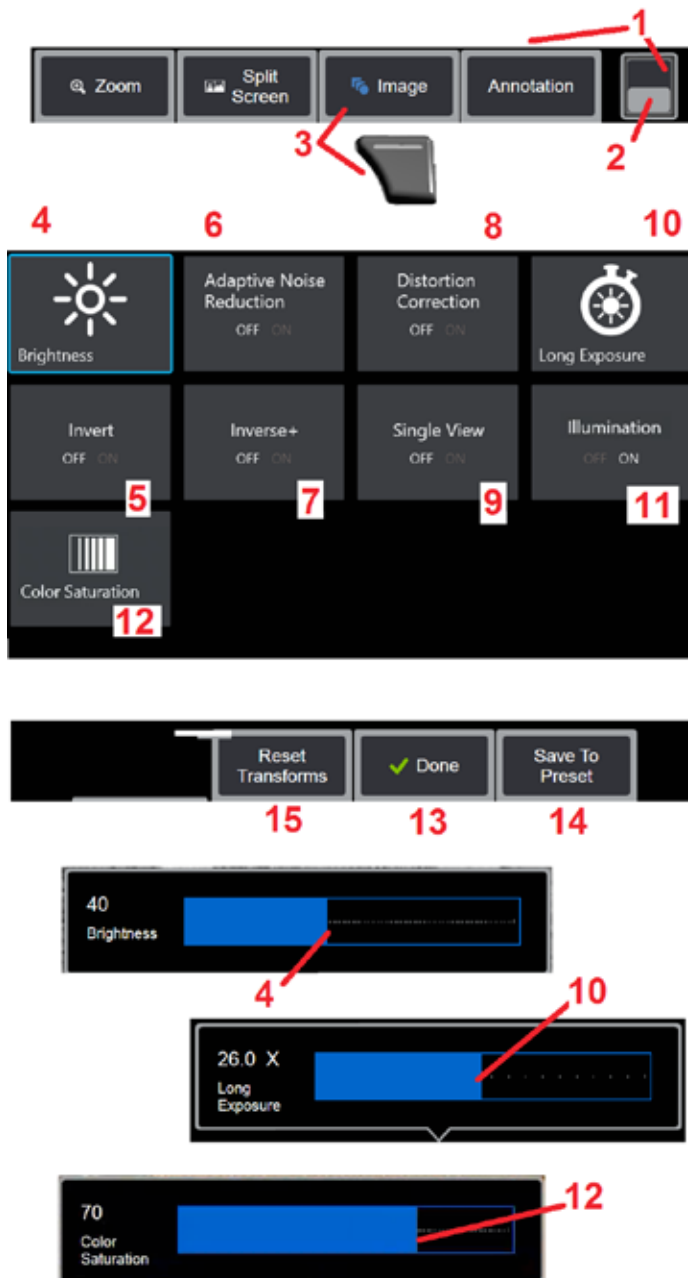 1
Zoom
Split
Screen
Image
Annotation
3
2
4
6
8
10
Brightness
Adaptive Noise
Reduction
OFF ON
Distortion
Correction
OFF ON
Long Exposure
Invert
OFF ON
5
Inverse+
OFF ON
7
Single View
OFF ON
9
Illumination
OFF ON
11
Color Saturation
12
Reset
Transforms
Done
Save To
Preset
15
13
14
40
Brightness
4
10
26.0 X
Long
Exposure
12
70
Color
Saturation